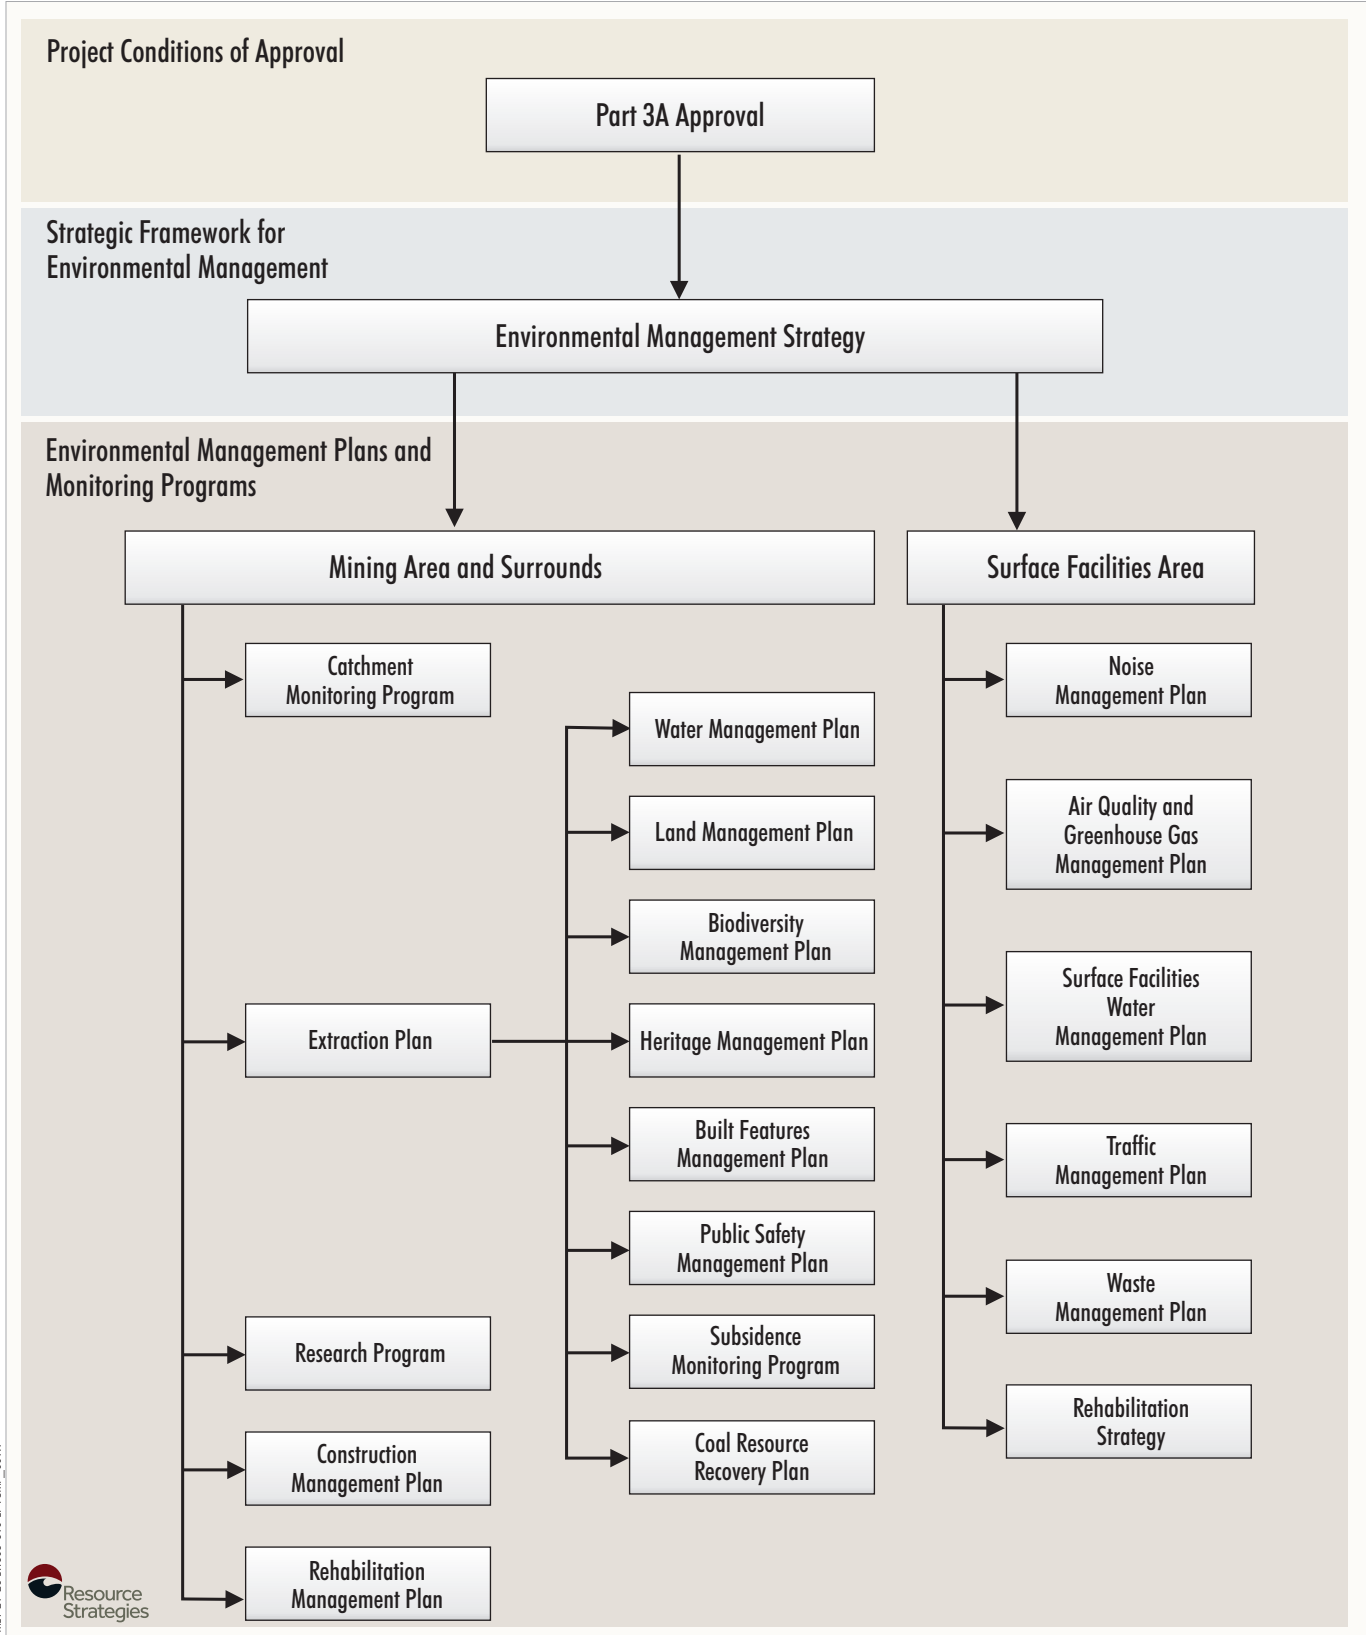 Project Conditions of Approval
Part 3A Approval
Strategic Framework for
Environmental Management
Environmental Management Strategy
Environmental Management Plans and
Monitoring Programs
Mining Area and Surrounds
Surface Facilities Area
Catchment
Monitoring Program
Extraction Plan
Research Program
Construction
Management Plan
Rehabilitation
Management Plan
Water Management Plan
Land Management Plan
Biodiversity
Management Plan
Heritage Management Plan
Built Features
Management Plan
Public Safety
Management Plan
Subsidence
Monitoring Program
Coal Resource
Recovery Plan
Noise
Management Plan
Air Quality and
Greenhouse Gas
Management Plan
Surface Facilities
Water
Management Plan
Traffic
Management Plan
Waste
Management Plan
Rehabilitation
Strategy
Resource
Strategies